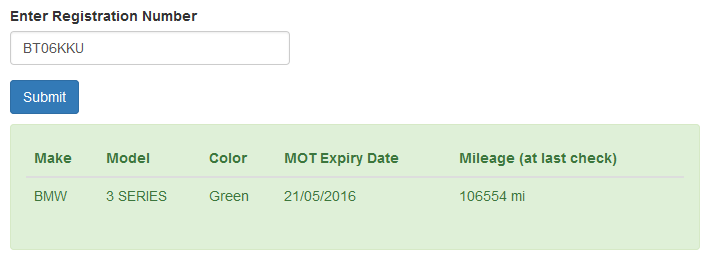 Enter Registration Number
BT06KKU
Submit
Make Model Color MOT Expiry Date Mileage (at last check)
BMW 3 SERIES Green 21/05/2016 106554 mi